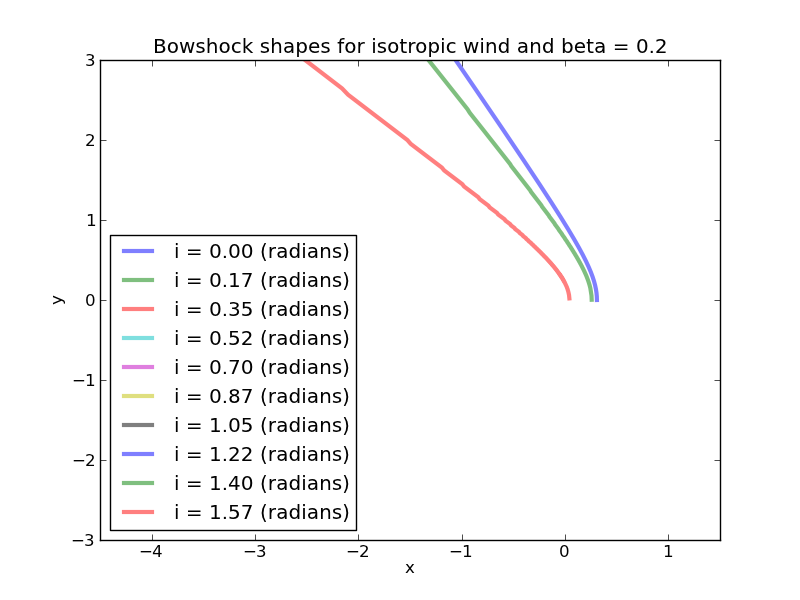 Bowshock shapes for isotropic wind and beta = 0.2
3
2
1
0
−1
−2
−3
y
i = 0.00 (radians)
i = 0.17 (radians)
i = 0.35 (radians)
i = 0.52 (radians)
i = 0.70 (radians)
i = 0.87 (radians)
i = 1.05 (radians)
i = 1.22 (radians)
i = 1.40 (radians)
i = 1.57 (radians)
−4 −3 −2 −1 0 1
x